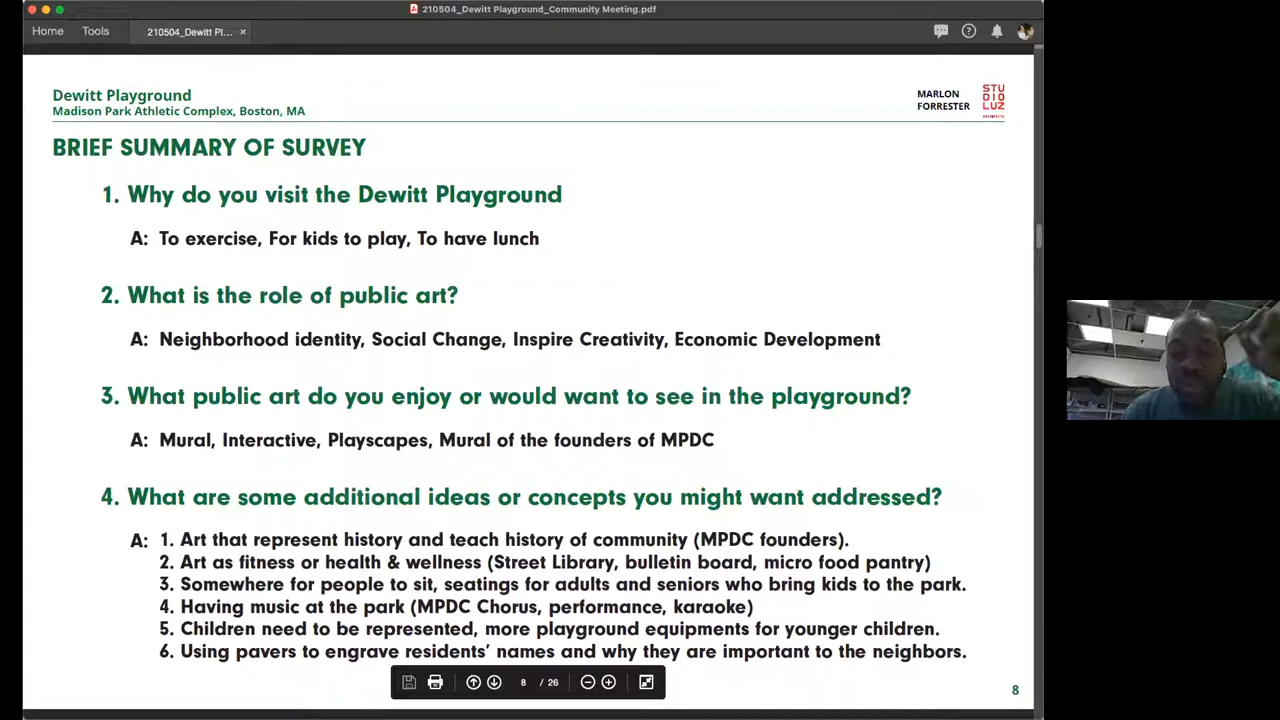 210504_Dewitt Playground_Community Meeting.pdf
Home Tools 210504_Dewitt Pl... ×
Dewitt Playground
Madison Park Athletic Complex, Boston, MA
MARLON
FORRESTER
STU
DIO
LUZ
ARCHITECTS
BRIEF SUMMARY OF SURVEY
1. Why do you visit the Dewitt Playground
A: To exercise, For kids to play, To have lunch
2. What is the role of public art?
A: Neighborhood identity, Social Change, Inspire Creativity, Economic Development
3. What public art do you enjoy or would want to see in the playground?
A: Mural, Interactive, Playscapes, Mural of the founders of MPDC
4. What are some additional ideas or concepts you might want addressed?
A: 1. Art that represent history and teach history of community (MPDC founders).
2. Art as fitness or health & wellness (Street Library, bulletin board, micro food pantry)
3. Somewhere for people to sit, seatings for adults and seniors who bring kids to the park.
4. Having music at the park (MPDC Chorus, performance, karaoke)
5. Children need to be represented, more playground equipments for younger children.
6. Using pavers to engrave residents’ names and why they are important to the neighbors.
8 / 26
8